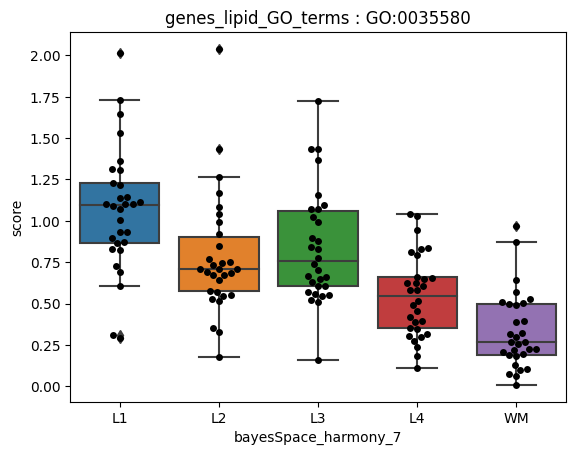 genes_lipid_GO_terms : GO:0035580
score
2.00
1.75
1.50
1.25
1.00
0.75
0.50
0.25
0.00
L1 L2 L3 L4 WM
bayesSpace_harmony_7